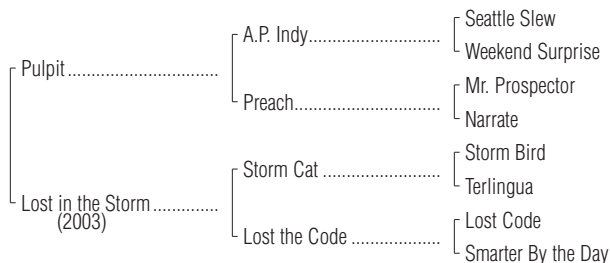 Seattle Slew
A.P. Indy............................
Weekend Surprise
Pulpit ................................
Mr. Prospector
Preach...............................
Narrate
Storm Bird
Storm Cat .........................
Terlingua
Lost in the Storm..............
(2003)
Lost Code
Lost the Code ...................
Smarter By the Day